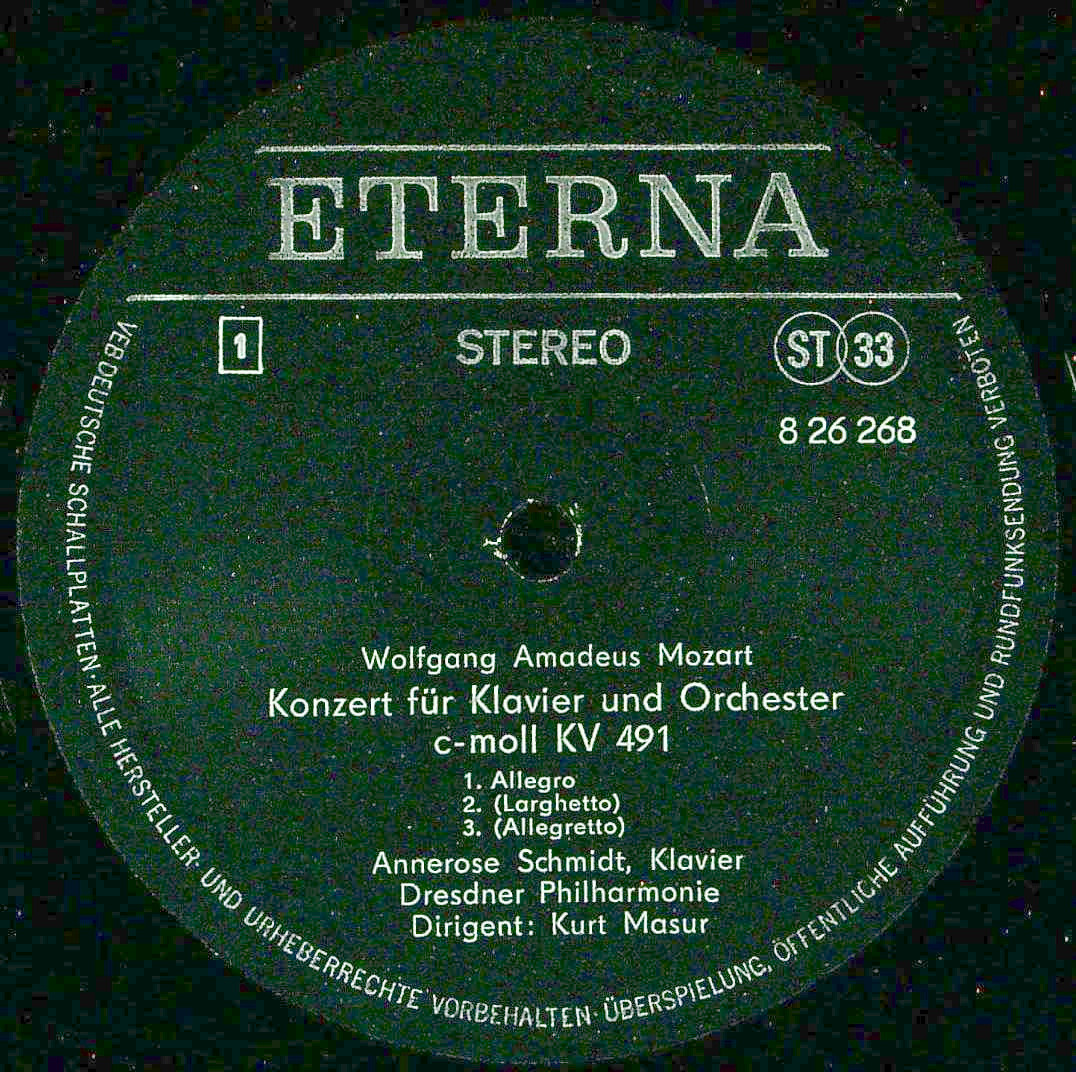 ETERNA
1 STEREO ST 33
8 26 268
Wolfgang Amadeus Mozart
Konzert für Klavier und Orchester
c-moll KV 491
1. Allegro
2. (Larghetto)
3. (Allegretto)
Annerose Schmidt, Klavier
Dresdner Philharmonie
Dirigent: Kurt Masur
VEB DEUTSCHE SCHALLPLATTEN · ALLE HERSTELLER- UND URHEBERRECHTE VORBEHALTEN · ÜBERSPIELUNG, ÖFFENTLICHE AUFFÜHRUNG UND RUNDFUNKSENDUNG VERBOTEN